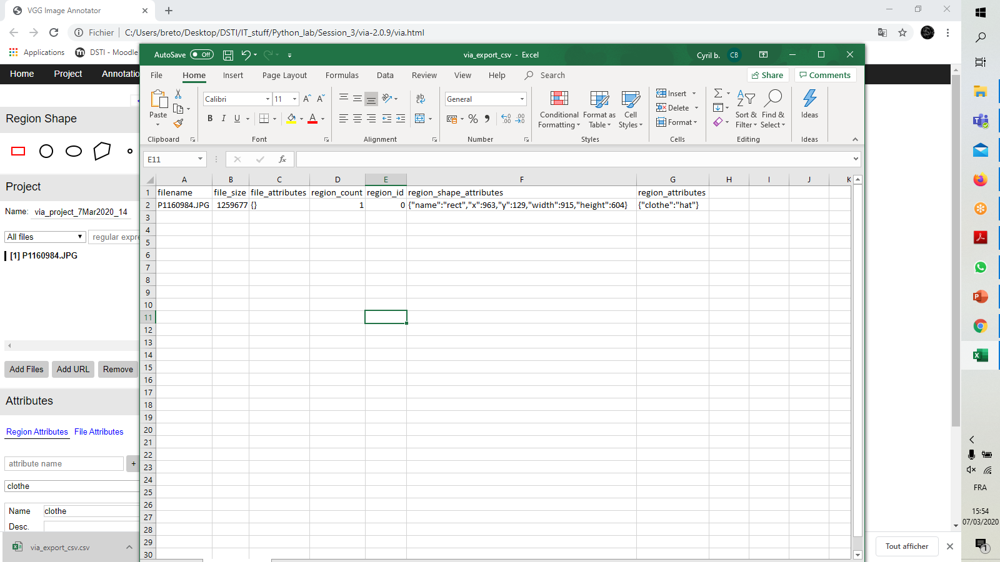 VGG Image Annotator
Fichier
C:/Users/breto/Desktop/DSTI/IT_stuff/Python_lab/Session_3/via-2.0.9/via.html
Applications
DSTI - Moodle
Home Project Annotatio
Region Shape
Project
Name: via_project_7Mar2020_14
All files
regular expre
[1] P1160984.JPG
Add Files Add URL Remove
Attributes
Region Attributes File Attributes
attribute name
+
clothe
Name clothe
Desc.
via_export_csv.csv
AutoSave Off
via_export_csv - Excel
Cyril b. CB
File Home Insert Page Layout Formulas Data Review View Help Search
Share Comments
Paste
Clipboard
Calibri 11
B I U
Font
Alignment
General
Number
Conditional Formatting
Format as Table
Cell Styles
Styles
Insert
Delete
Format
Cells
Sort & Filter
Find & Select
Editing
Ideas
Ideas
E11
fx
A B C D E F G H I J K
1 filename file_size file_attributes region_count region_id region_shape_attributes region_attributes
2 P1160984.JPG 1259677 {} 1 0 {"name":"rect","x":963,"y":129,"width":915,"height":604} {"clothe":"hat"}
3
4
5
6
7
8
9
10
11
12
13
14
15
16
17
18
19
20
21
22
23
24
25
26
27
28
29
30
FRA
15:54
07/03/2020
1
Tout afficher